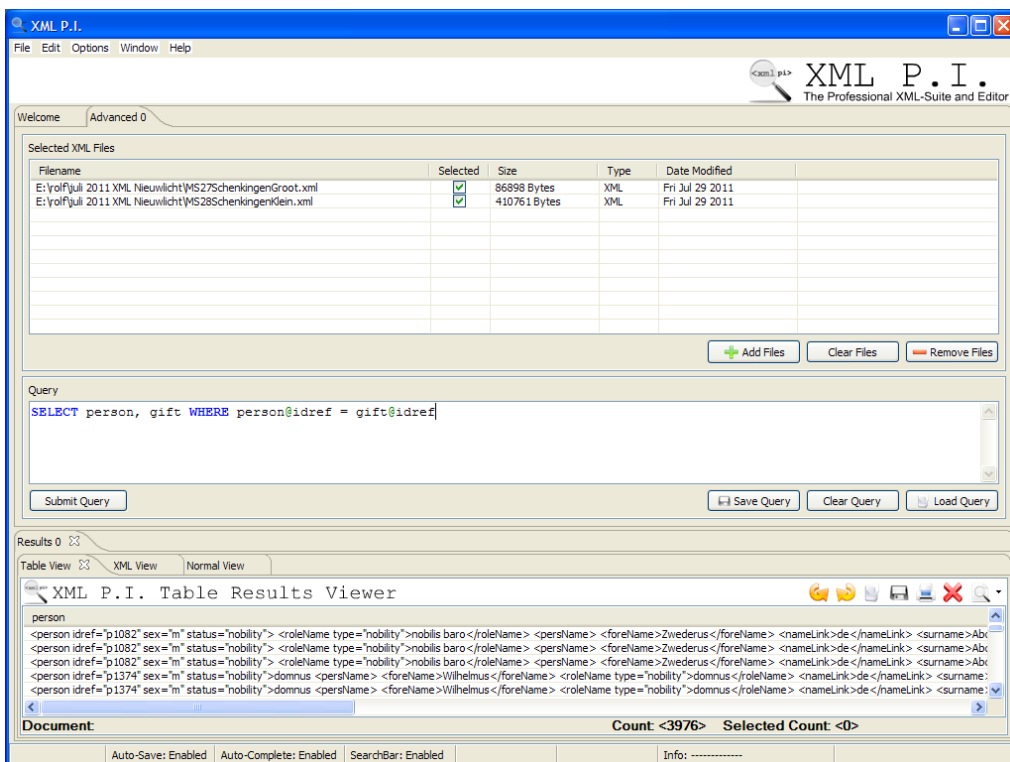 XML P.I.
File Edit Options Window Help
<xml pi> XML P.I.
The Professional XML-Suite and Editor
Welcome Advanced 0
Selected XML Files
Filename Selected Size Type Date Modified
E:\rolf\juli 2011 XML Nieuwlicht\MS27SchenkingenGroot.xml 86898 Bytes XML Fri Jul 29 2011
E:\rolf\juli 2011 XML Nieuwlicht\MS28SchenkingenKlein.xml 410761 Bytes XML Fri Jul 29 2011
Add Files Clear Files Remove Files
Query
SELECT person, gift WHERE person@idref = gift@idref
Submit Query Save Query Clear Query Load Query
Results 0
Table View XML View Normal View
XML P.I. Table Results Viewer
person
<person idref="p1082" sex="m" status="nobility"> <roleName type="nobility">nobilis baro</roleName> <persName> <foreName>Zwederus</foreName> <nameLink>de</nameLink> <surname>Abc
<person idref="p1082" sex="m" status="nobility"> <roleName type="nobility">nobilis baro</roleName> <persName> <foreName>Zwederus</foreName> <nameLink>de</nameLink> <surname>Abc
<person idref="p1082" sex="m" status="nobility"> <roleName type="nobility">nobilis baro</roleName> <persName> <foreName>Zwederus</foreName> <nameLink>de</nameLink> <surname>Abc
<person idref="p1374" sex="m" status="nobility">domnus <persName> <foreName>Wilhelmus</foreName> <roleName type="nobility">domnus</roleName> <nameLink>de</nameLink> <surname>
<person idref="p1374" sex="m" status="nobility">domnus <persName> <foreName>Wilhelmus</foreName> <roleName type="nobility">domnus</roleName> <nameLink>de</nameLink> <surname>
Document: Count: <3976> Selected Count: <0>
Auto-Save: Enabled Auto-Complete: Enabled SearchBar: Enabled Info: -------------